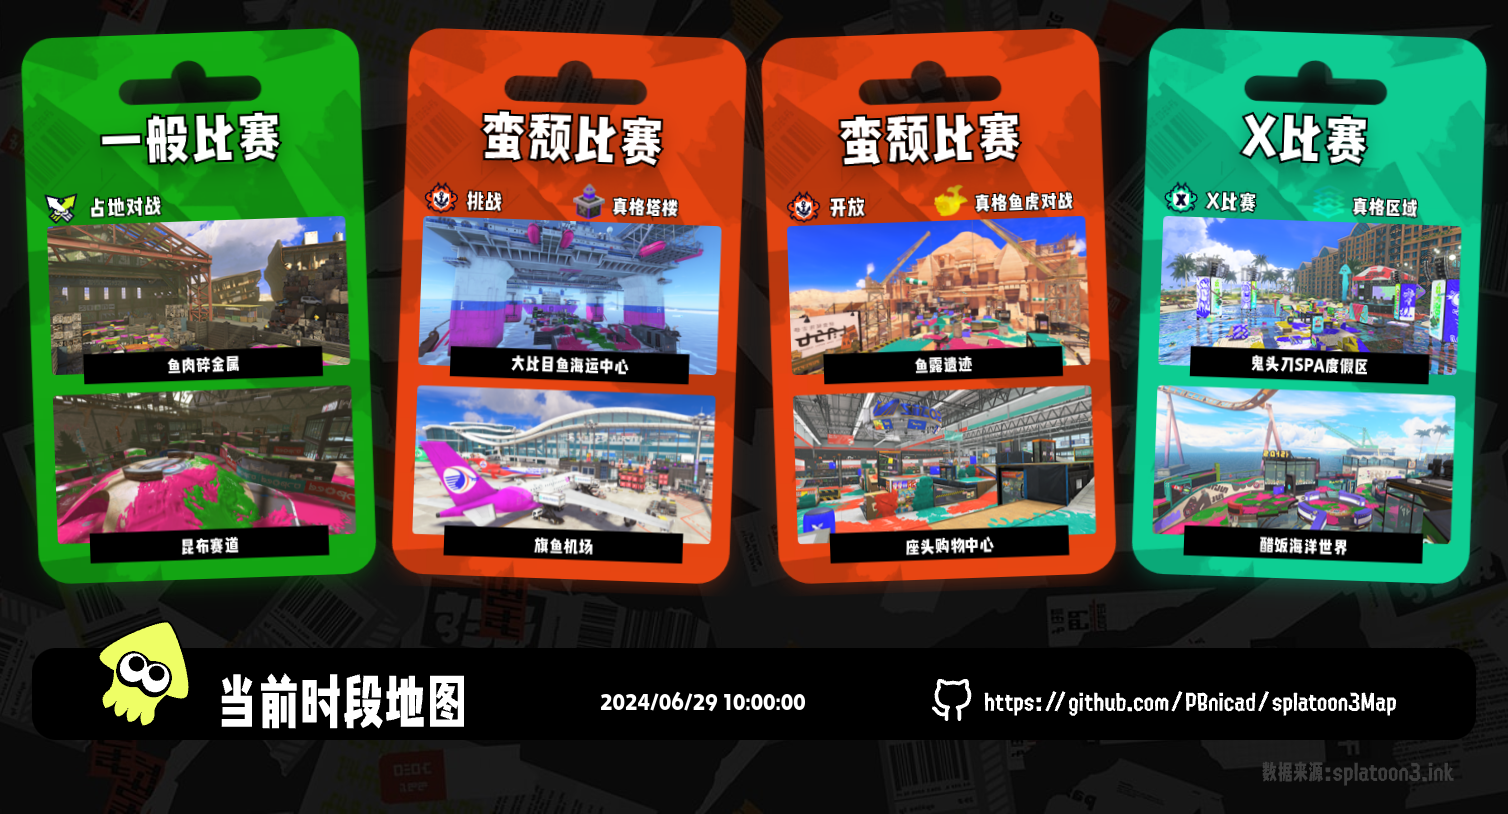 一般比赛
占地对战
鱼肉碎金属
昆布赛道
蛮颓比赛
挑战
真格塔楼
大比目鱼海运中心
旗鱼机场
蛮颓比赛
开放
真格鱼虎对战
鱼露遗迹
座头购物中心
X比赛
X比赛
真格区域
鬼头刀SPA度假区
醋饭海洋世界
当前时段地图
2024/06/29 10:00:00
https://github.com/PBnicad/splatoon3Map
数据来源:splatoon3.ink